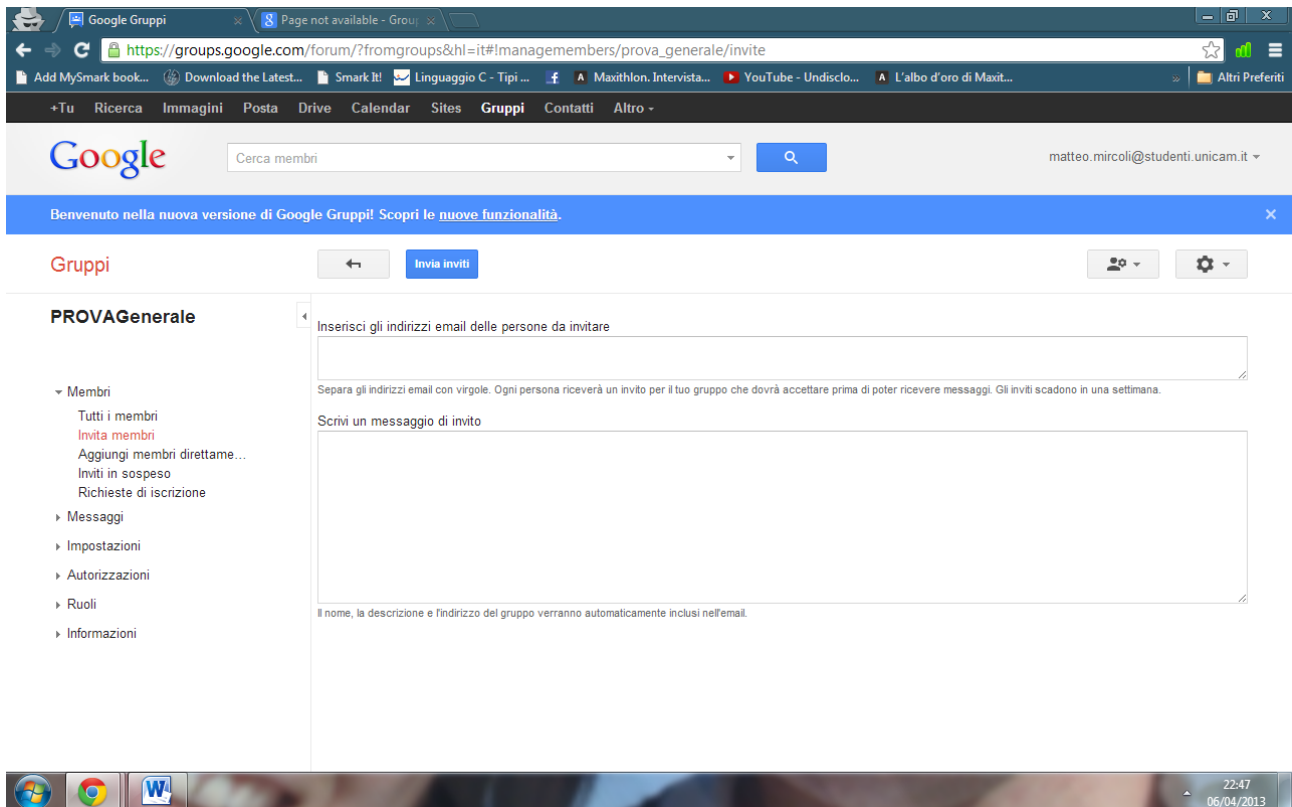 Google Gruppi
Page not available - Grou
https://groups.google.com/forum/?fromgroups&hl=it#!managemembers/prova_generale/invite
Add MySmark book... Download the Latest... Smark It! Linguaggio C - Tipi ... Maxithlon. Intervista... YouTube - Undisclo... L'albo d'oro di Maxit... » Altri Preferiti
+Tu Ricerca Immagini Posta Drive Calendar Sites Gruppi Contatti Altro
Google Cerca membri matteo.mircoli@studenti.unicam.it
Benvenuto nella nuova versione di Google Gruppi! Scopri le nuove funzionalità.
Gruppi Invia inviti
PROVAGenerale
Membri
Tutti i membri
Invita membri
Aggiungi membri direttame...
Inviti in sospeso
Richieste di iscrizione
Messaggi
Impostazioni
Autorizzazioni
Ruoli
Informazioni
Inserisci gli indirizzi email delle persone da invitare
Separa gli indirizzi email con virgole. Ogni persona riceverà un invito per il tuo gruppo che dovrà accettare prima di poter ricevere messaggi. Gli inviti scadono in una settimana.
Scrivi un messaggio di invito
Il nome, la descrizione e l'indirizzo del gruppo verranno automaticamente inclusi nell'email.
22:47
06/04/2013